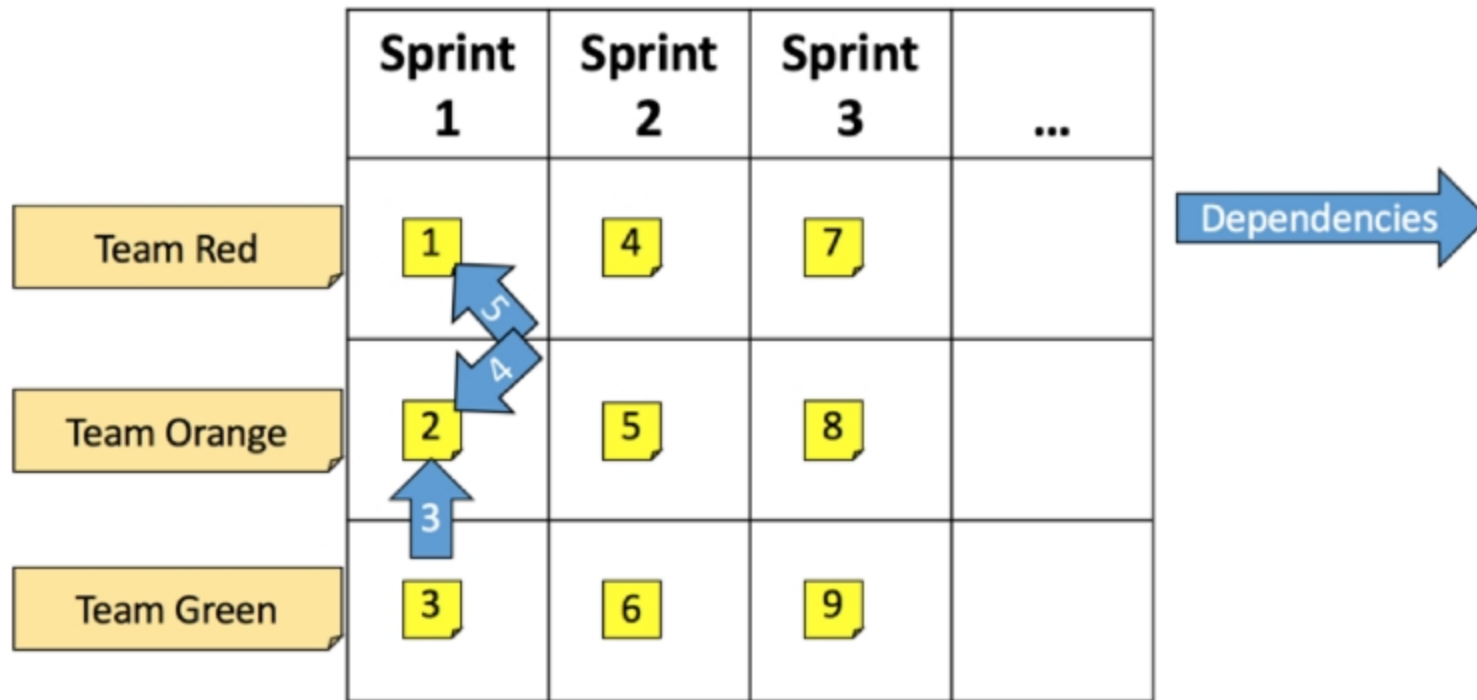 Sprint 1
Sprint 2
Sprint 3
...
Team Red
1
4
7
Dependencies
5
4
Team Orange
2
5
8
3
Team Green
3
6
9